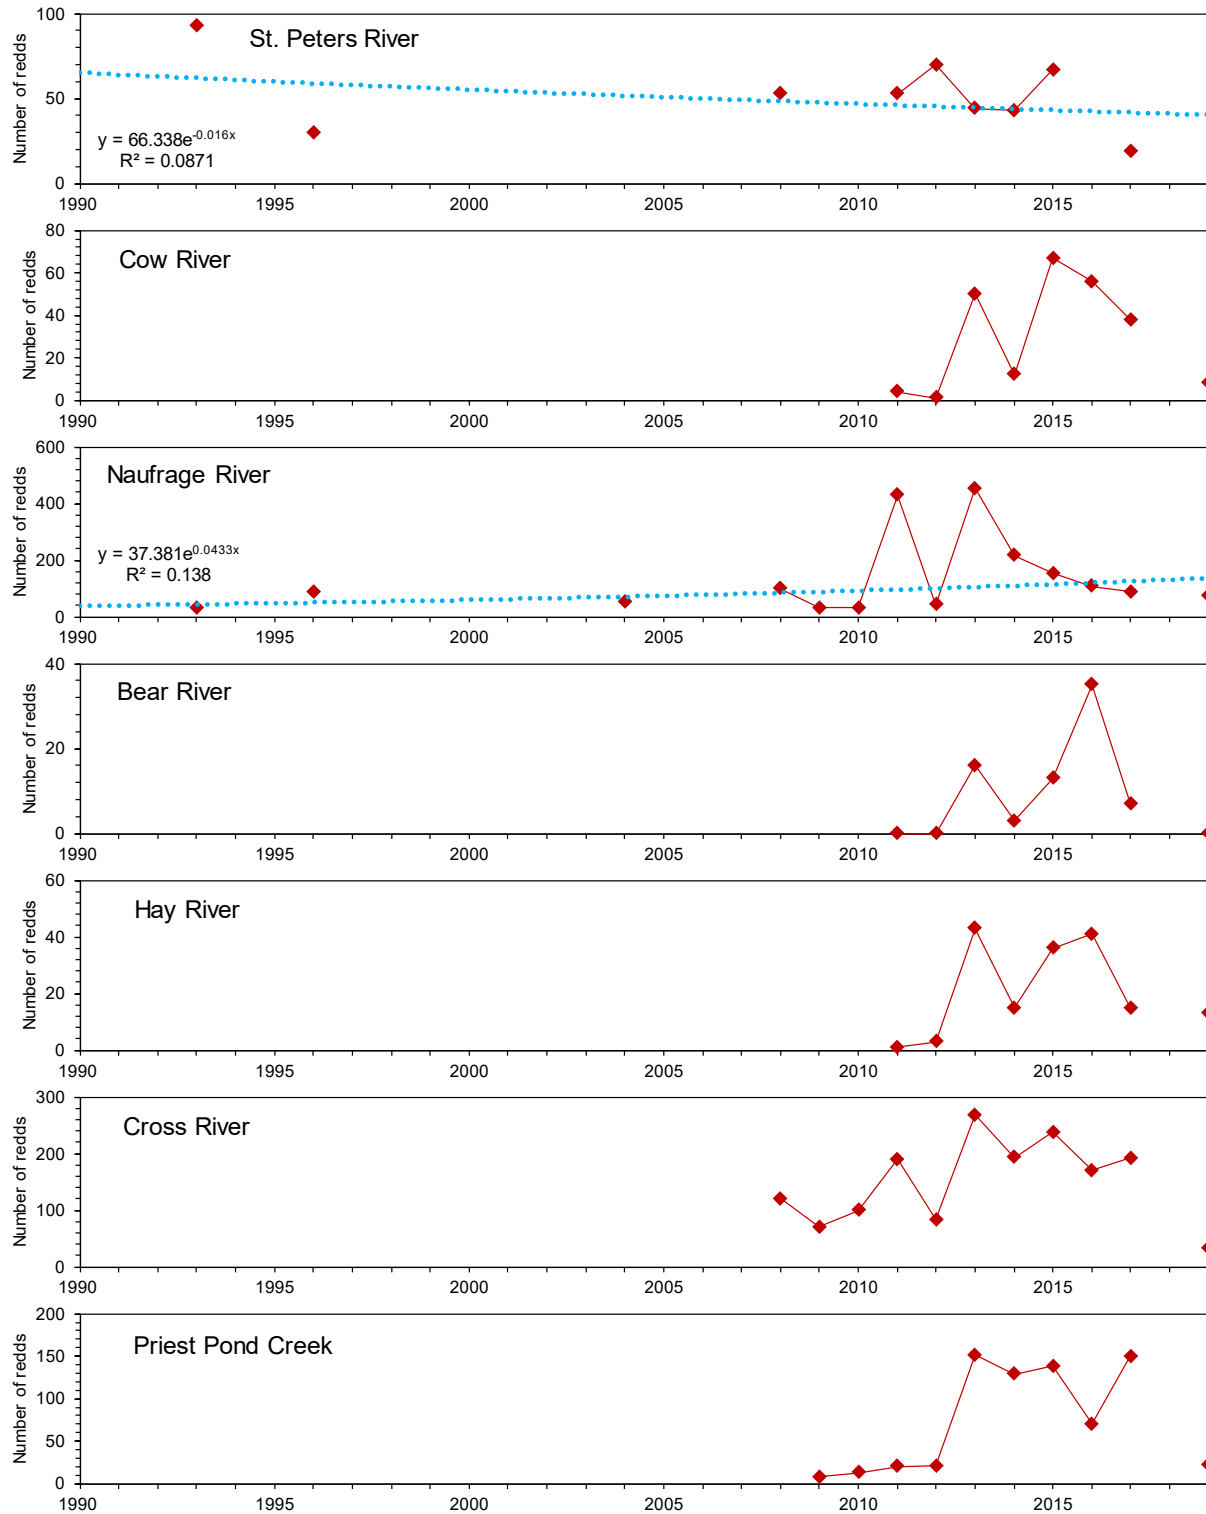 St. Peters River
Number of redds
100
50
0
y = 66.338e^-0.016x
R² = 0.0871
1990 1995 2000 2005 2010 2015
Cow River
Number of redds
80
60
40
20
0
1990 1995 2000 2005 2010 2015
Naufrage River
Number of redds
600
400
200
0
y = 37.381e^0.0433x
R² = 0.138
1990 1995 2000 2005 2010 2015
Bear River
Number of redds
40
20
0
1990 1995 2000 2005 2010 2015
Hay River
Number of redds
60
40
20
0
1990 1995 2000 2005 2010 2015
Cross River
Number of redds
300
200
100
0
1990 1995 2000 2005 2010 2015
Priest Pond Creek
Number of redds
200
150
100
50
0
1990 1995 2000 2005 2010 2015